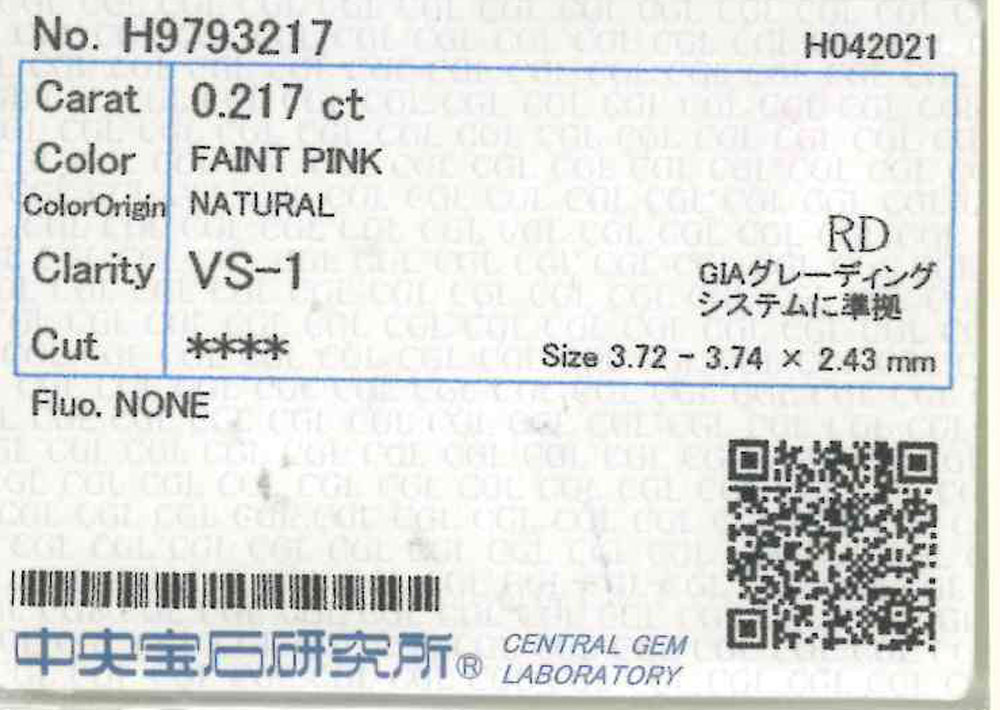 No. H9793217
H042021
Carat 0.217 ct
Color FAINT PINK
ColorOrigin NATURAL
Clarity VS-1
RD
GIAグレーディング
システムに準拠
Cut ****
Size 3.72 - 3.74 × 2.43 mm
Fluo. NONE
中央宝石研究所® CENTRAL GEM
LABORATORY